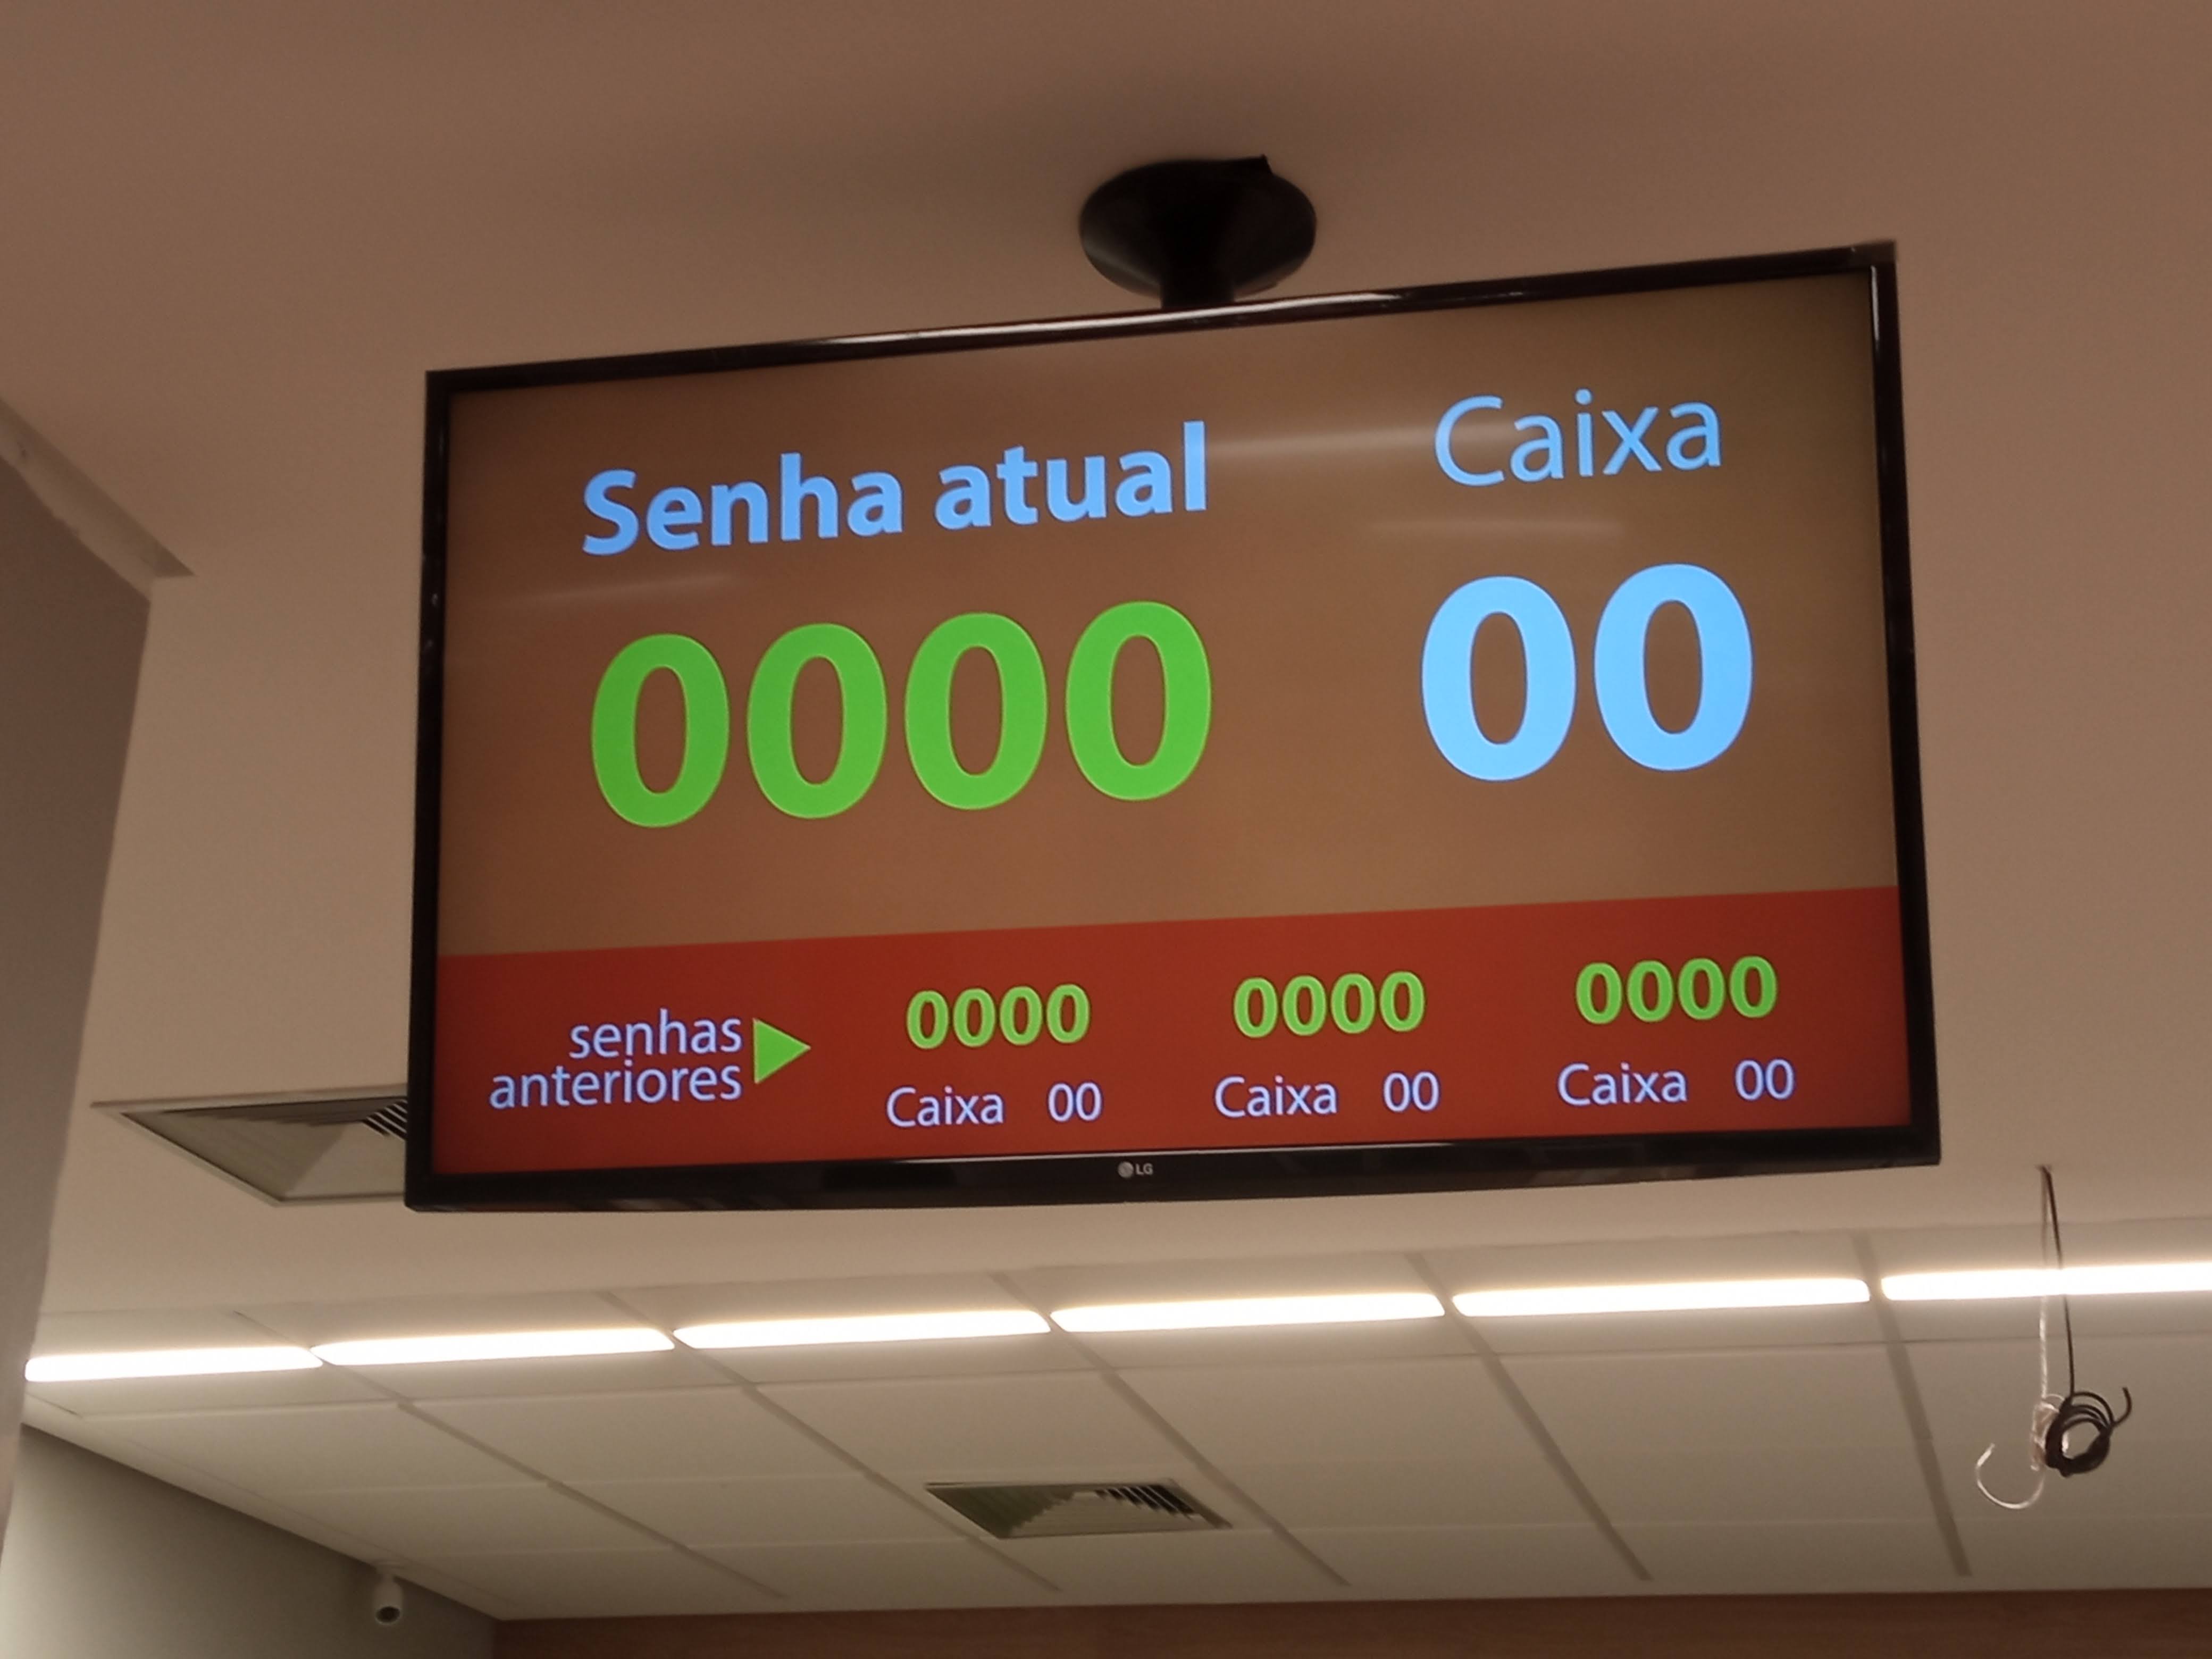 Senha atual
Caixa
0000
00
senhas
anteriores
0000
0000
0000
Caixa 00
Caixa 00
Caixa 00
LG